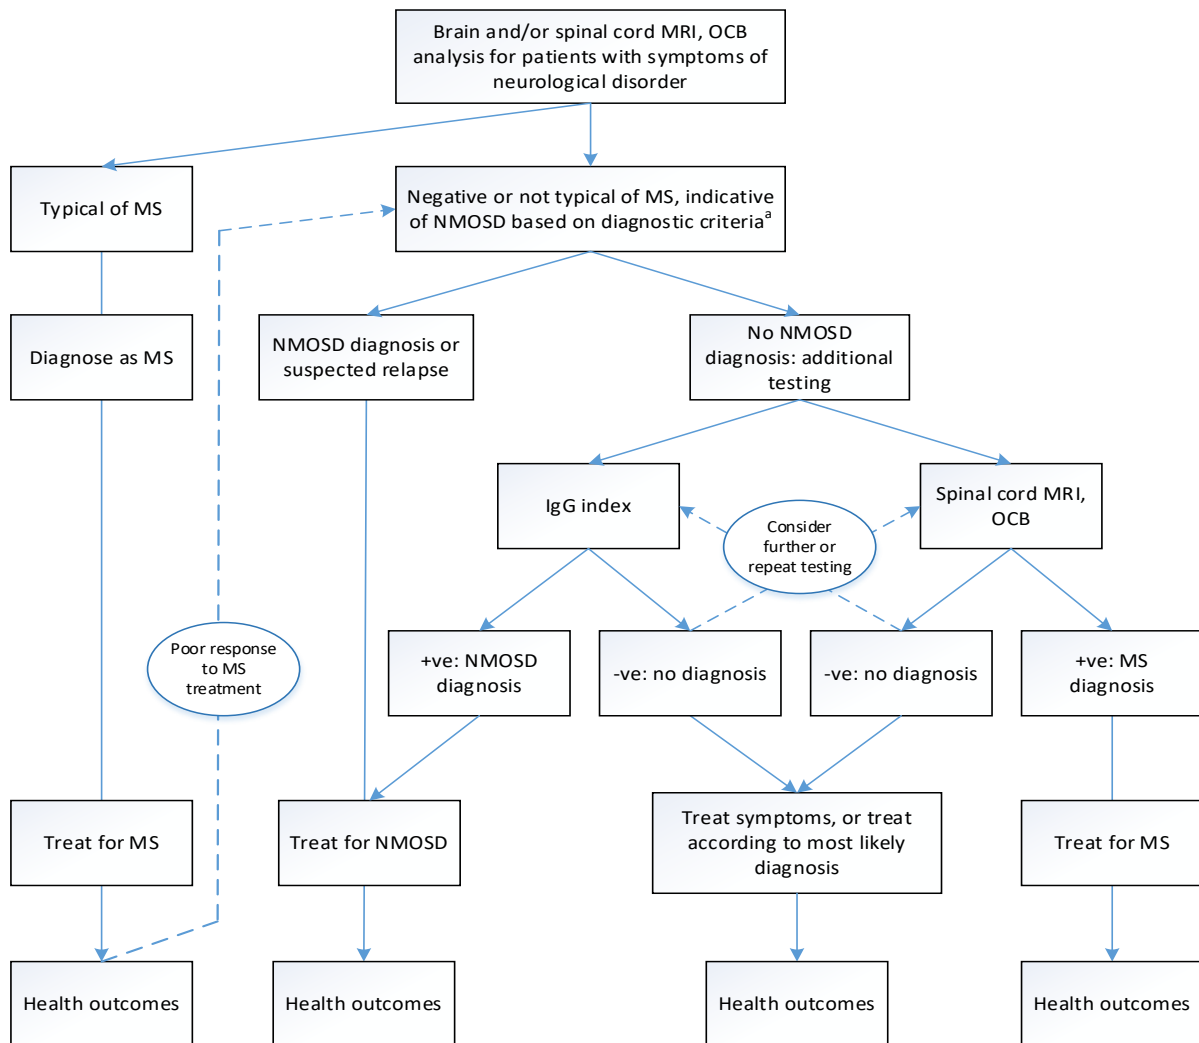 Brain and/or spinal cord MRI, OCB
analysis for patients with symptoms of
neurological disorder
Typical of MS
Negative or not typical of MS, indicative
of NMOSD based on diagnostic criteriaᵃ
Diagnose as MS
NMOSD diagnosis or
suspected relapse
No NMOSD
diagnosis: additional
testing
IgG index
Consider
further or
repeat testing
Spinal cord MRI,
OCB
Poor response
to MS
treatment
+ve: NMOSD
diagnosis
-ve: no diagnosis
-ve: no diagnosis
+ve: MS
diagnosis
Treat for MS
Treat for NMOSD
Treat symptoms, or treat
according to most likely
diagnosis
Treat for MS
Health outcomes
Health outcomes
Health outcomes
Health outcomes